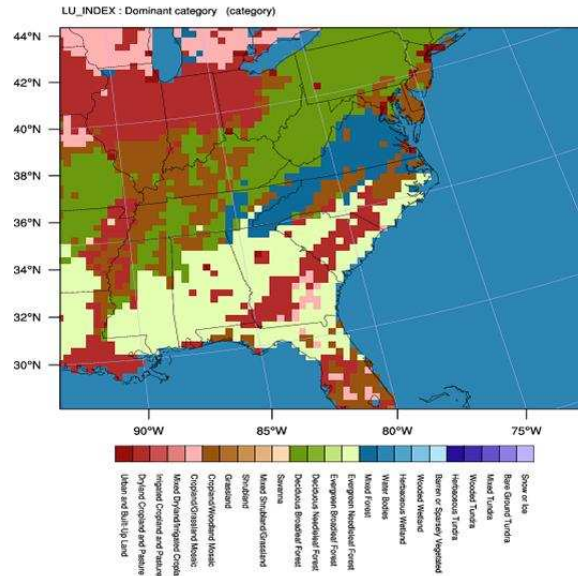 LU_INDEX : Dominant category (category)
44°N
42°N
40°N
38°N
36°N
34°N
32°N
30°N
90°W
85°W
80°W
75°W
Urban and Built-Up Land
Dryland Cropland and Pasture
Irrigated Cropland and Pasture
Mixed Dryland/Irrigated Cropla
Cropland/Grassland Mosaic
Cropland/Woodland Mosaic
Grassland
Shrubland
Mixed Shrubland/Grassland
Savanna
Deciduous Broadleaf Forest
Deciduous Needleleaf Forest
Evergreen Broadleaf Forest
Evergreen Needleleaf Forest
Mixed Forest
Water Bodies
Herbaceous Wetland
Wooded Wetland
Barren or Sparsely Vegetated
Herbaceous Tundra
Wooded Tundra
Mixed Tundra
Bare Ground Tundra
Snow or Ice